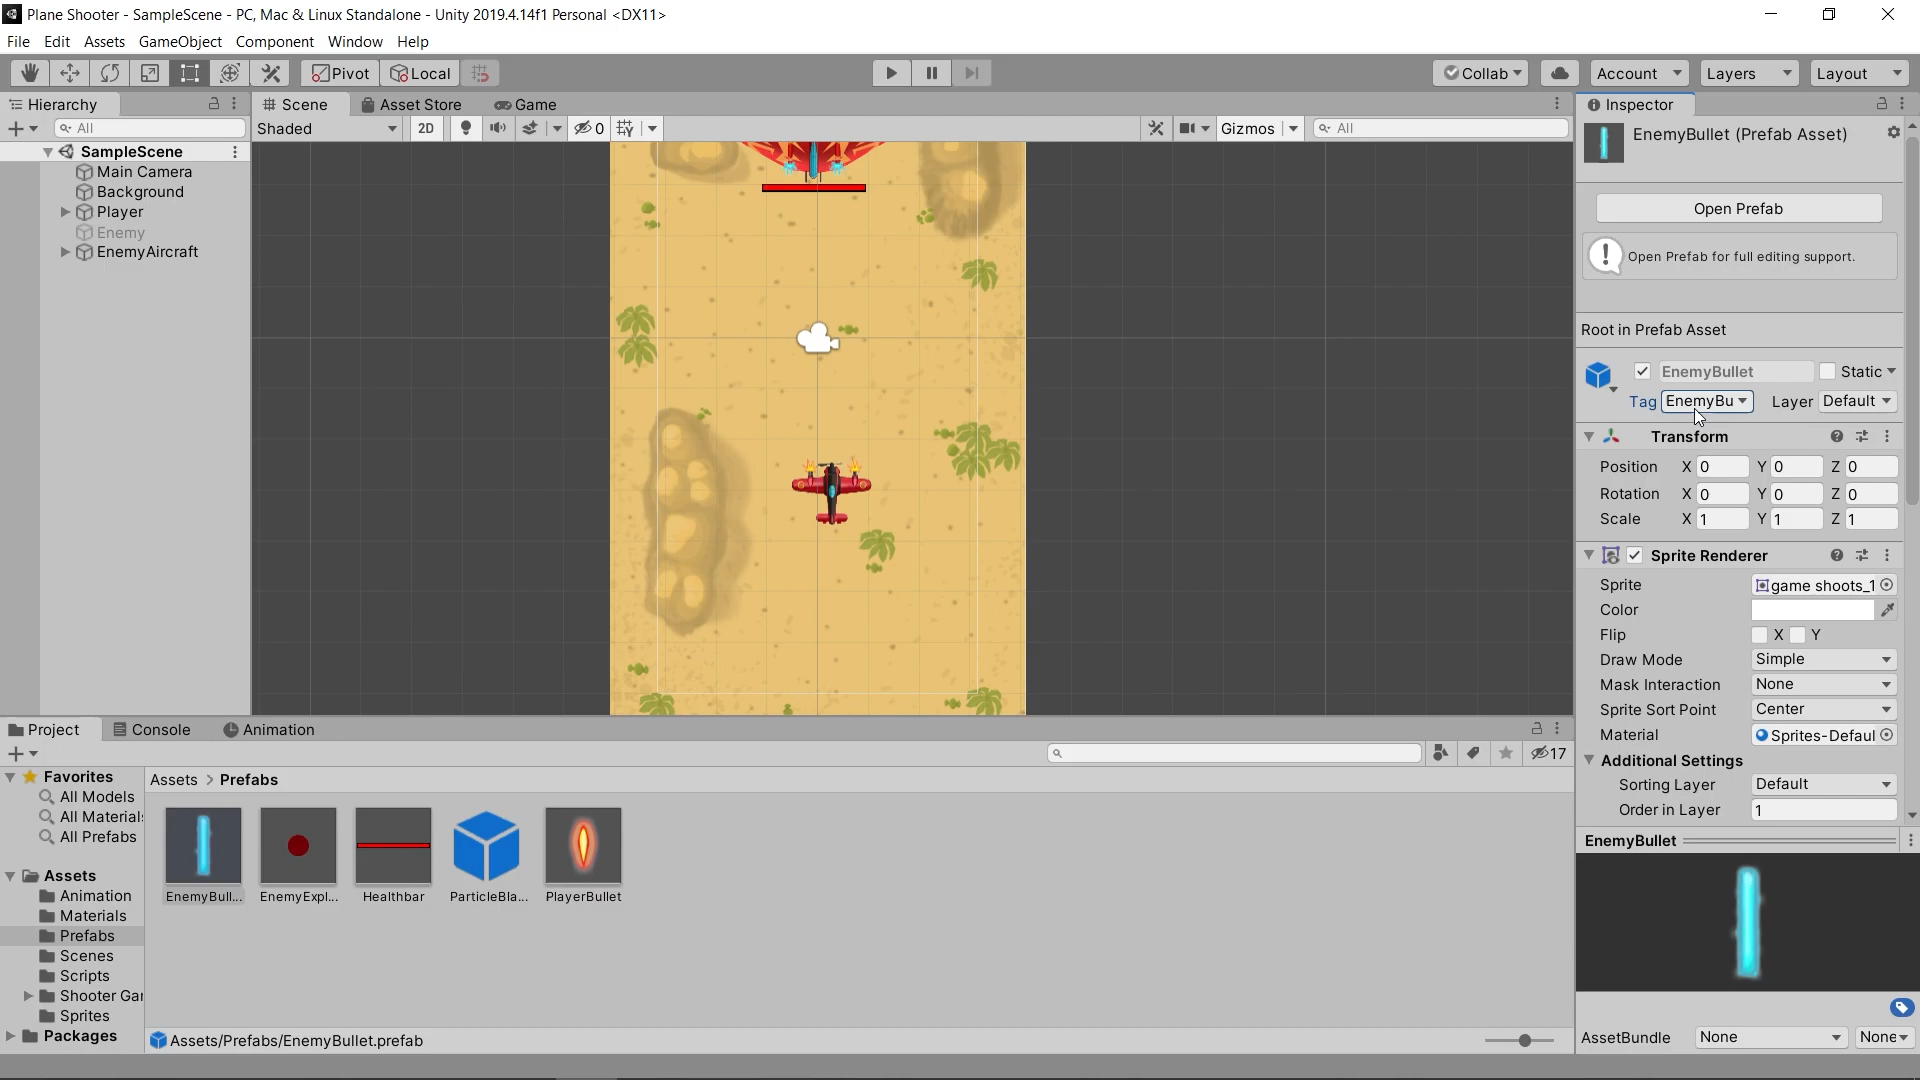 Plane Shooter - SampleScene - PC, Mac & Linux Standalone - Unity 2019.4.14f1 Personal <DX11>
File Edit Assets GameObject Component Window Help
Pivot Local Collab Account Layers Layout
Hierarchy
All
SampleScene
Main Camera
Background
Player
Enemy
EnemyAircraft
Scene Asset Store Game
Shaded 2D 0 Gizmos All
Inspector
EnemyBullet (Prefab Asset)
Open Prefab
Open Prefab for full editing support.
Root in Prefab Asset
EnemyBullet Static
Tag EnemyBu Layer Default
Transform
Position X 0 Y 0 Z 0
Rotation X 0 Y 0 Z 0
Scale X 1 Y 1 Z 1
Sprite Renderer
Sprite game shoots_1
Color
Flip X Y
Draw Mode Simple
Mask Interaction None
Sprite Sort Point Center
Material Sprites-Defaul
Additional Settings
Sorting Layer Default
Order in Layer 1
EnemyBullet
AssetBundle None None
Project Console Animation
17
Favorites
All Models
All Materials
All Prefabs
Assets
Animation
Materials
Prefabs
Scenes
Scripts
Shooter Gar
Sprites
Packages
Assets > Prefabs
EnemyBull... EnemyExpl... Healthbar ParticleBla... PlayerBullet
Assets/Prefabs/EnemyBullet.prefab